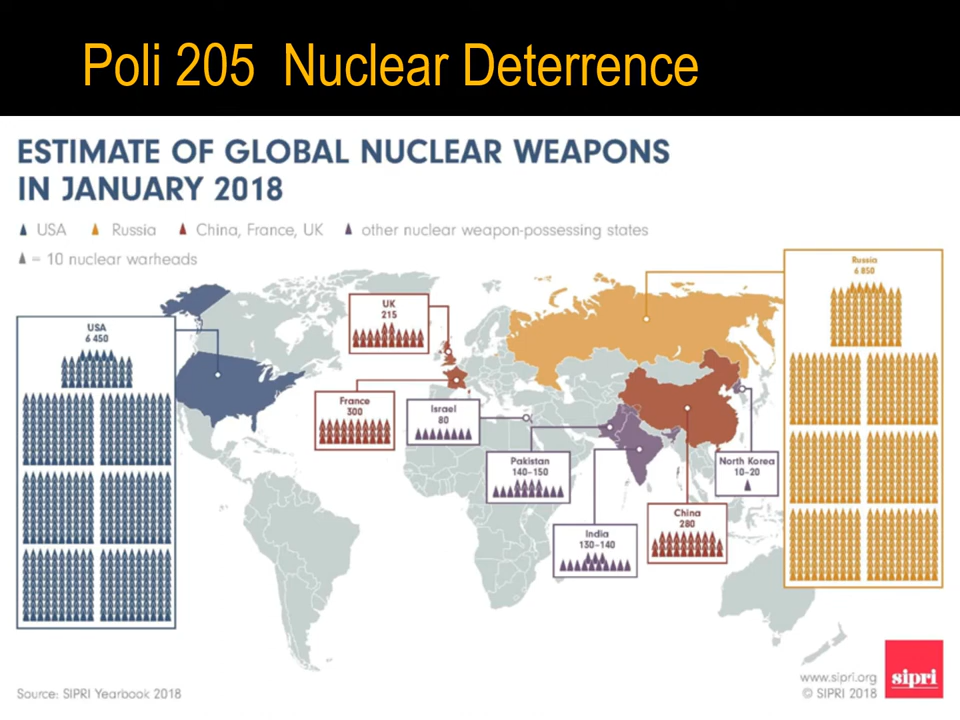 Poli 205  Nuclear Deterrence
ESTIMATE OF GLOBAL NUCLEAR WEAPONS
IN JANUARY 2018
USA
Russia
China, France, UK
other nuclear weapon-possessing states
= 10 nuclear warheads
Russia
6 850
UK
215
USA
6 450
France
300
Israel
80
Pakistan
140–150
North Korea
10–20
China
280
India
130–140
www.sipri.org
© SIPRI 2018
sipri
Source: SIPRI Yearbook 2018